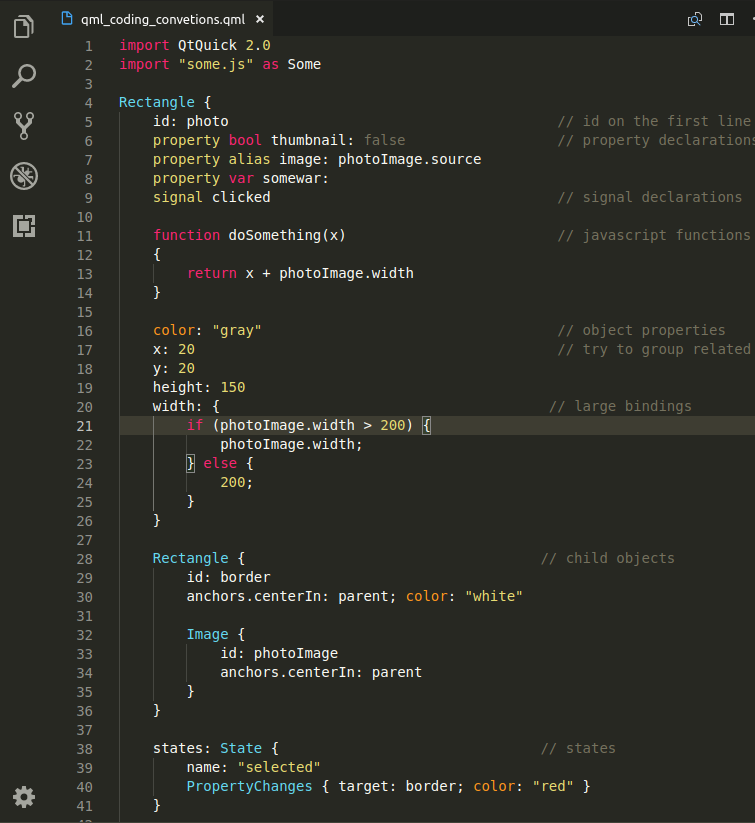 qml_coding_convetions.qml ×
1 import QtQuick 2.0
2 import "some.js" as Some
3
4 Rectangle {
5 id: photo // id on the first line
6 property bool thumbnail: false // property declarations
7 property alias image: photoImage.source
8 property var somewar:
9 signal clicked // signal declarations
10
11 function doSomething(x) // javascript functions
12 {
13 return x + photoImage.width
14 }
15
16 color: "gray" // object properties
17 x: 20 // try to group related
18 y: 20
19 height: 150
20 width: { // large bindings
21 if (photoImage.width > 200) {
22 photoImage.width;
23 } else {
24 200;
25 }
26 }
27
28 Rectangle { // child objects
29 id: border
30 anchors.centerIn: parent; color: "white"
31
32 Image {
33 id: photoImage
34 anchors.centerIn: parent
35 }
36 }
37
38 states: State { // states
39 name: "selected"
40 PropertyChanges { target: border; color: "red" }
41 }